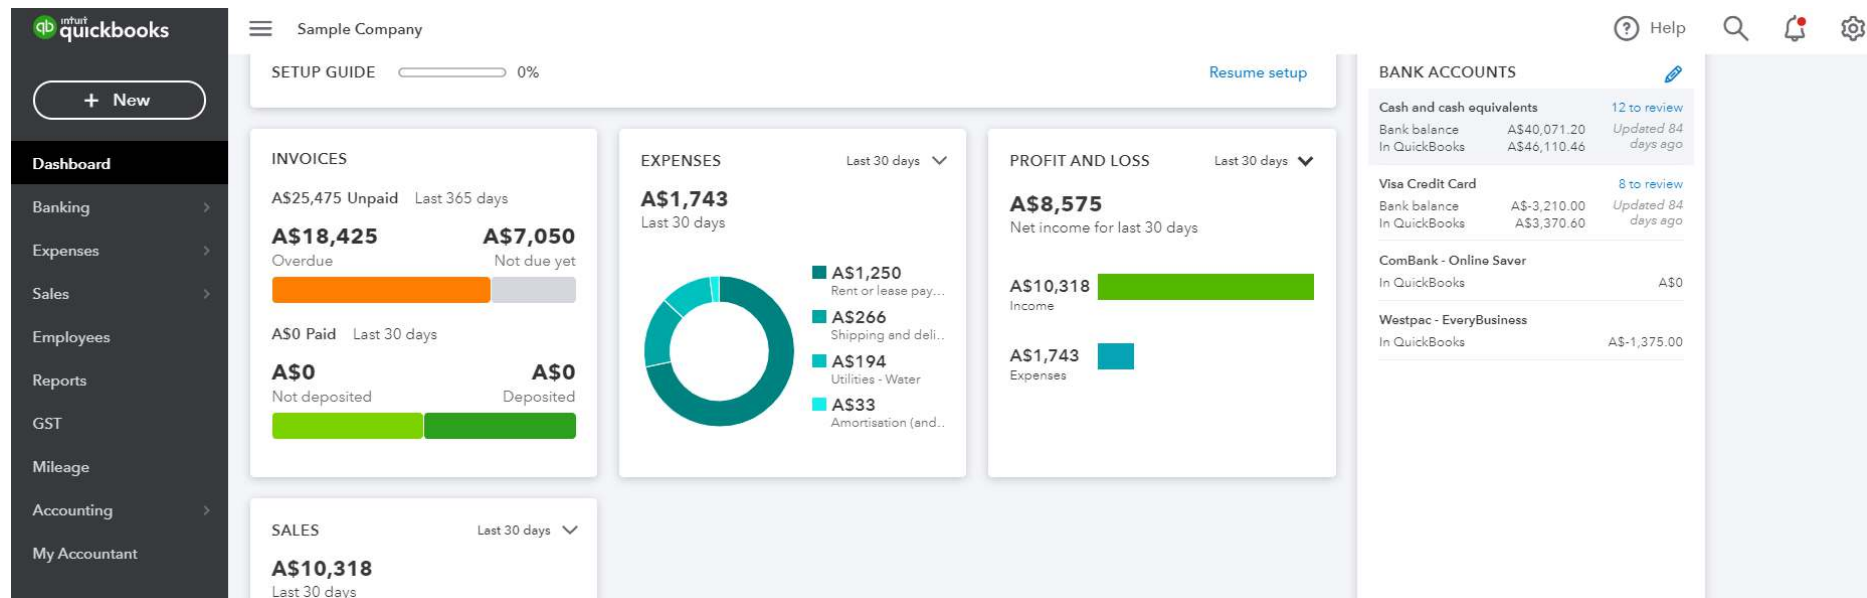 intuit
quickbooks
Sample Company
Help
+ New
Dashboard
Banking
Expenses
Sales
Employees
Reports
GST
Mileage
Accounting
My Accountant
SETUP GUIDE 0% Resume setup
INVOICES
A$25,475 Unpaid Last 365 days
A$18,425 A$7,050
Overdue Not due yet
A$0 Paid Last 30 days
A$0 A$0
Not deposited Deposited
EXPENSES Last 30 days
A$1,743
Last 30 days
A$1,250
Rent or lease pay...
A$266
Shipping and deli..
A$194
Utilities - Water
A$33
Amortisation (and..
PROFIT AND LOSS Last 30 days
A$8,575
Net income for last 30 days
A$10,318
Income
A$1,743
Expenses
SALES Last 30 days
A$10,318
Last 30 days
BANK ACCOUNTS
Cash and cash equivalents 12 to review
Bank balance A$40,071.20 Updated 84
In QuickBooks A$46,110.46 days ago
Visa Credit Card 8 to review
Bank balance A$-3,210.00 Updated 84
In QuickBooks A$3,370.60 days ago
ComBank - Online Saver
In QuickBooks A$0
Westpac - EveryBusiness
In QuickBooks A$-1,375.00